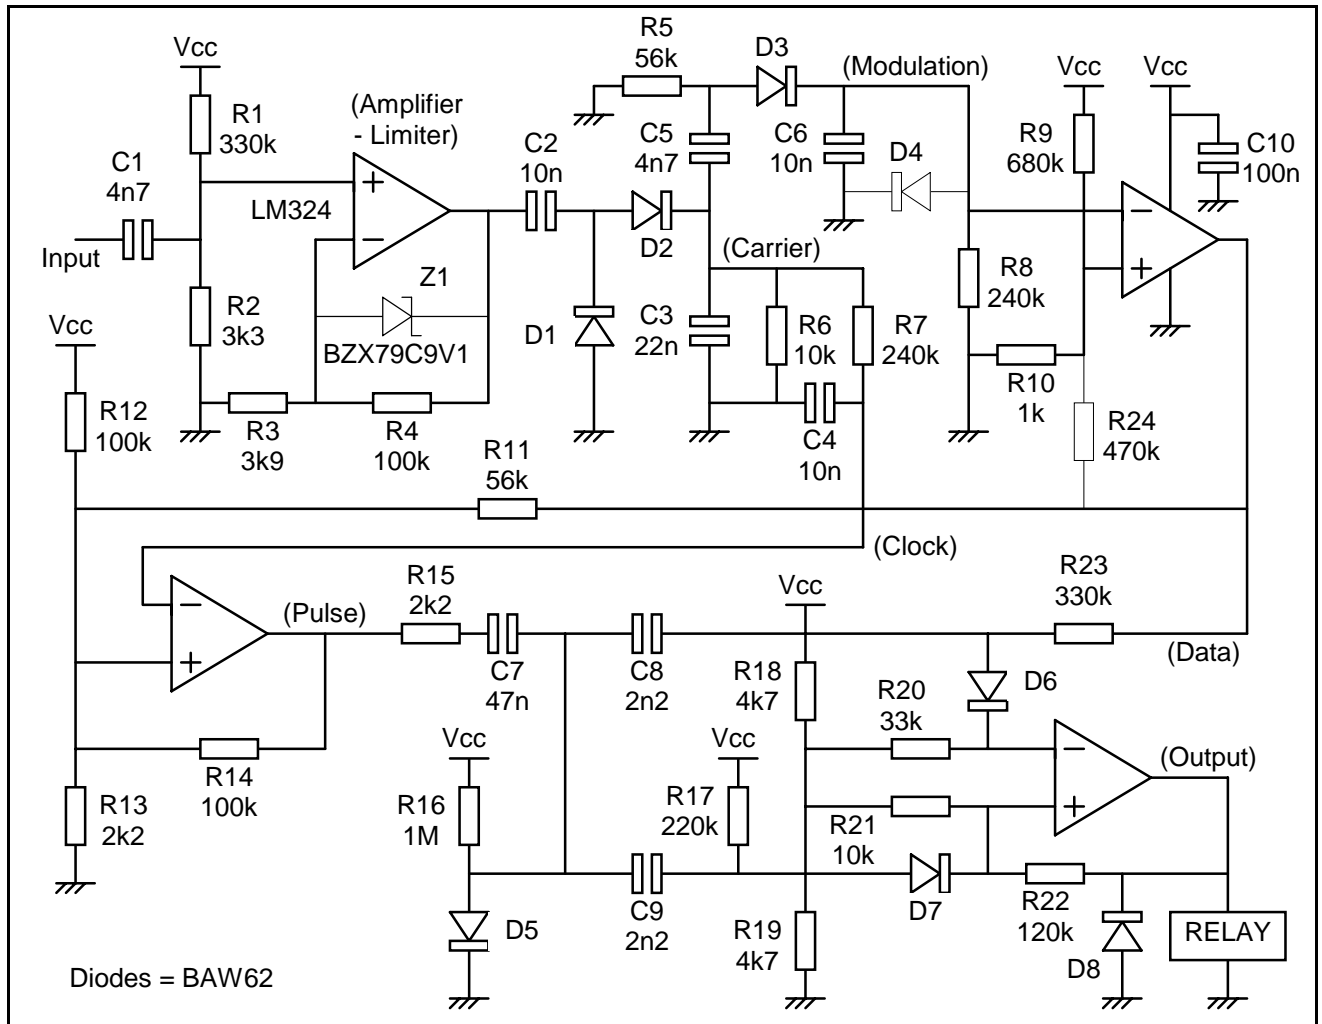 R5
56k
D3
Vcc
(Modulation)
Vcc
Vcc
(Amplifier
- Limiter)
R1
330k
C2
10n
C5
4n7
C6
10n
D4
R9
680k
C10
100n
C1
4n7
+
LM324
−
−
+
D2
(Carrier)
Input
Z1
R8
240k
R2
3k3
Vcc
BZX79C9V1
D1
C3
22n
R6
10k
R7
240k
R10
1k
R12
100k
R3
3k9
R4
100k
C4
10n
R24
470k
R11
56k
(Clock)
R23
330k
R15
2k2
Vcc
−
+
(Pulse)
C7
47n
C8
2n2
(Data)
R18
4k7
R20
33k
D6
Vcc
Vcc
−
+
(Output)
R14
100k
R13
2k2
R16
1M
R17
220k
R21
10k
D7
R22
120k
D5
C9
2n2
R19
4k7
D8
RELAY
Diodes = BAW62